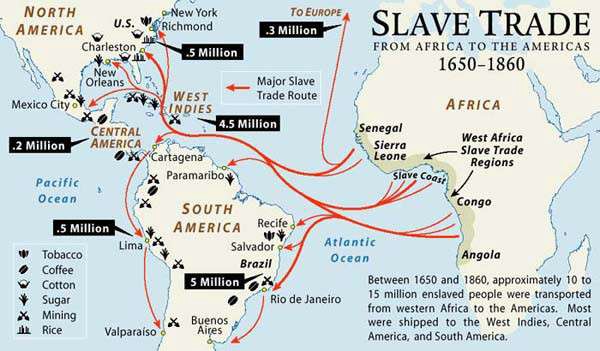 SLAVE TRADE
FROM AFRICA TO THE AMERICAS
1650–1860
NORTH
AMERICA
U.S.
New York
Richmond
Charleston
.5 Million
New
Orleans
Mexico City
WEST
INDIES
4.5 Million
TO EUROPE
.3 Million
Major Slave
Trade Route
.2 Million
CENTRAL
AMERICA
Cartagena
Paramaribo
Pacific
Ocean
SOUTH
AMERICA
.5 Million
Lima
Recife
Salvador
Brazil
5 Million
Rio de Janeiro
Valparaíso
Buenos
Aires
Atlantic
Ocean
AFRICA
Senegal
Sierra
Leone
West Africa
Slave Trade
Regions
Slave Coast
Congo
Angola
Tobacco
Coffee
Cotton
Sugar
Mining
Rice
Between 1650 and 1860, approximately 10 to
15 million enslaved people were transported
from western Africa to the Americas. Most
were shipped to the West Indies, Central
America, and South America.